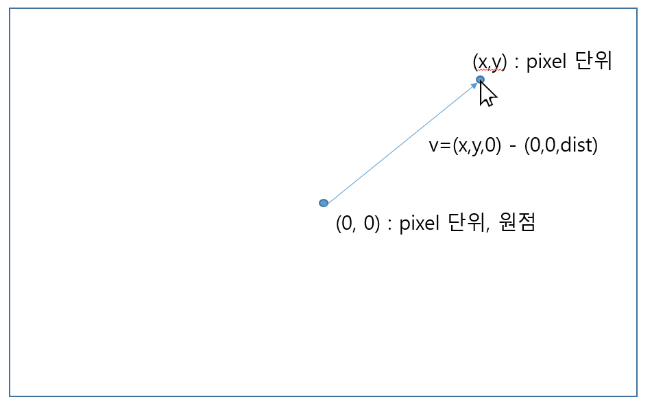 (x,y) : pixel 단위
v=(x,y,0) - (0,0,dist)
(0, 0) : pixel 단위, 원점